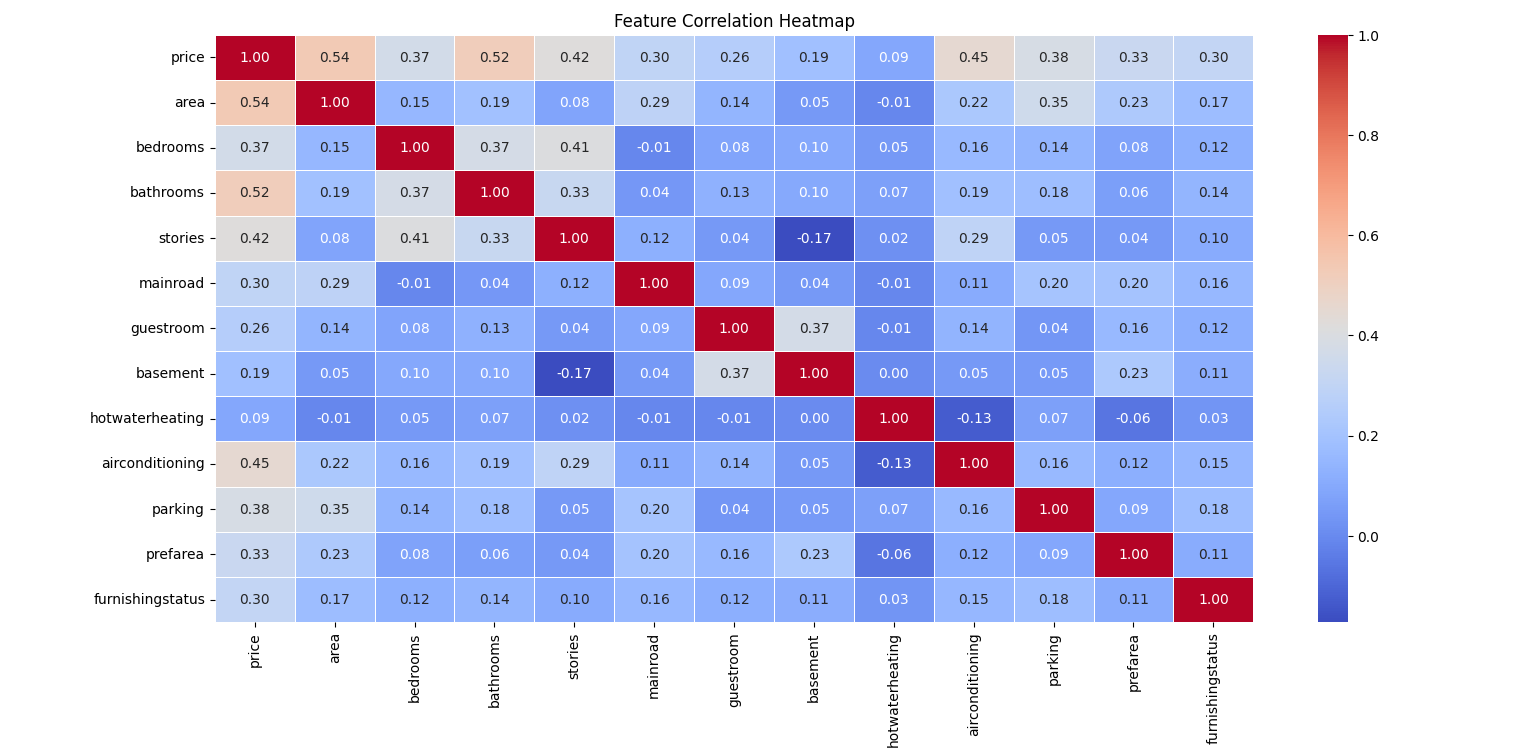 Feature Correlation Heatmap
price 1.00 0.54 0.37 0.52 0.42 0.30 0.26 0.19 0.09 0.45 0.38 0.33 0.30
area 0.54 1.00 0.15 0.19 0.08 0.29 0.14 0.05 -0.01 0.22 0.35 0.23 0.17
bedrooms 0.37 0.15 1.00 0.37 0.41 -0.01 0.08 0.10 0.05 0.16 0.14 0.08 0.12
bathrooms 0.52 0.19 0.37 1.00 0.33 0.04 0.13 0.10 0.07 0.19 0.18 0.06 0.14
stories 0.42 0.08 0.41 0.33 1.00 0.12 0.04 -0.17 0.02 0.29 0.05 0.04 0.10
mainroad 0.30 0.29 -0.01 0.04 0.12 1.00 0.09 0.04 -0.01 0.11 0.20 0.20 0.16
guestroom 0.26 0.14 0.08 0.13 0.04 0.09 1.00 0.37 -0.01 0.14 0.04 0.16 0.12
basement 0.19 0.05 0.10 0.10 -0.17 0.04 0.37 1.00 0.00 0.05 0.05 0.23 0.11
hotwaterheating 0.09 -0.01 0.05 0.07 0.02 -0.01 -0.01 0.00 1.00 -0.13 0.07 -0.06 0.03
airconditioning 0.45 0.22 0.16 0.19 0.29 0.11 0.14 0.05 -0.13 1.00 0.16 0.12 0.15
parking 0.38 0.35 0.14 0.18 0.05 0.20 0.04 0.05 0.07 0.16 1.00 0.09 0.18
prefarea 0.33 0.23 0.08 0.06 0.04 0.20 0.16 0.23 -0.06 0.12 0.09 1.00 0.11
furnishingstatus 0.30 0.17 0.12 0.14 0.10 0.16 0.12 0.11 0.03 0.15 0.18 0.11 1.00
price area bedrooms bathrooms stories mainroad guestroom basement hotwaterheating airconditioning parking prefarea furnishingstatus
1.0
0.8
0.6
0.4
0.2
0.0